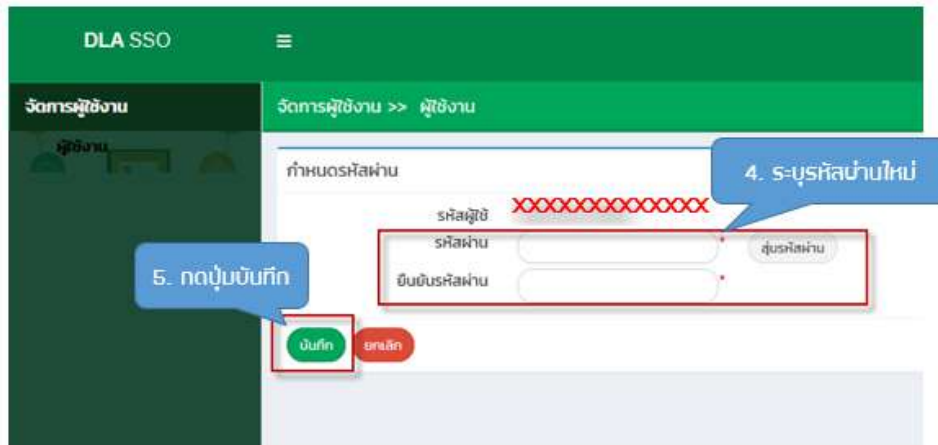 DLA SSO
จัดการผู้ใช้งาน
จัดการผู้ใช้งาน >> ผู้ใช้งาน
ผู้ใช้งาน
กำหนดรหัสผ่าน
4. ระบุรหัสผ่านใหม่
รหัสผู้ใช้ XXXXXXXXXXXXX
รหัสผ่าน * สุ่มรหัสผ่าน
ยืนยันรหัสผ่าน *
5. กดปุ่มบันทึก
บันทึก ยกเลิก